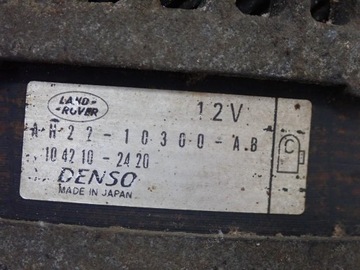 LAND-
ROVER
12V
AH22-10300-AB
104210-2420
C
DENSO
MADE IN JAPAN